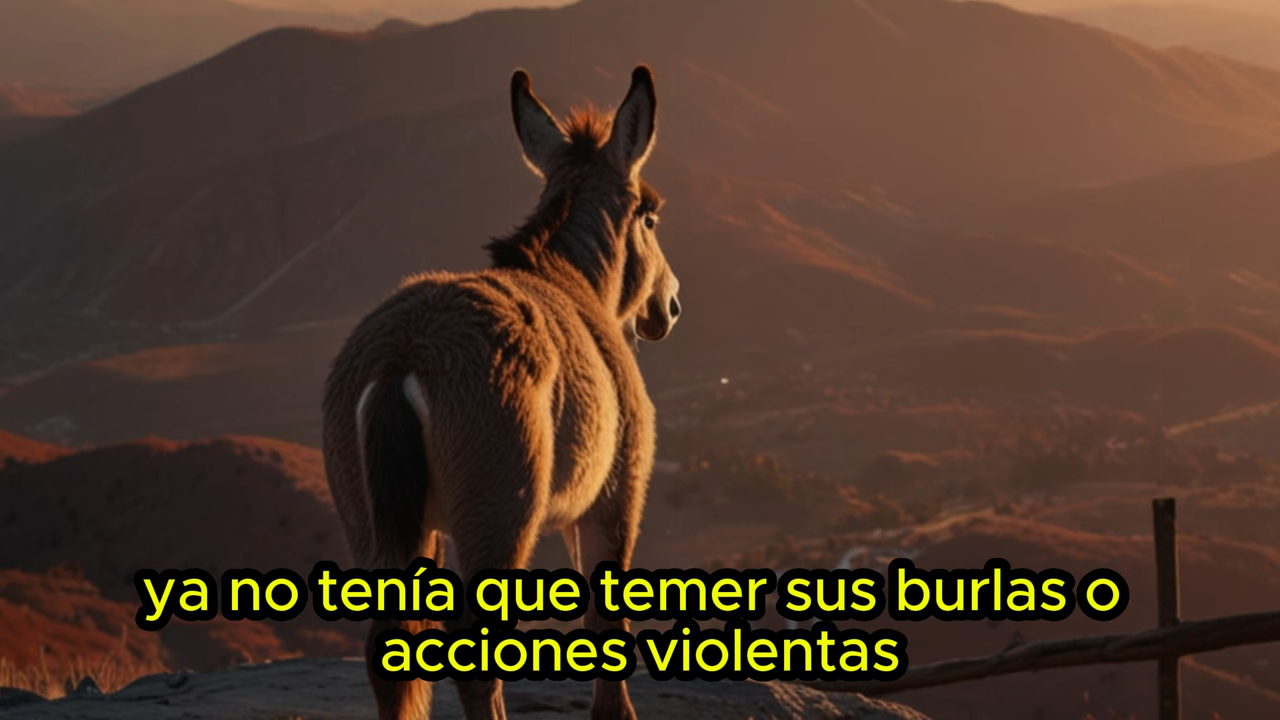 ya no tenía que temer sus burlas o
acciones violentas